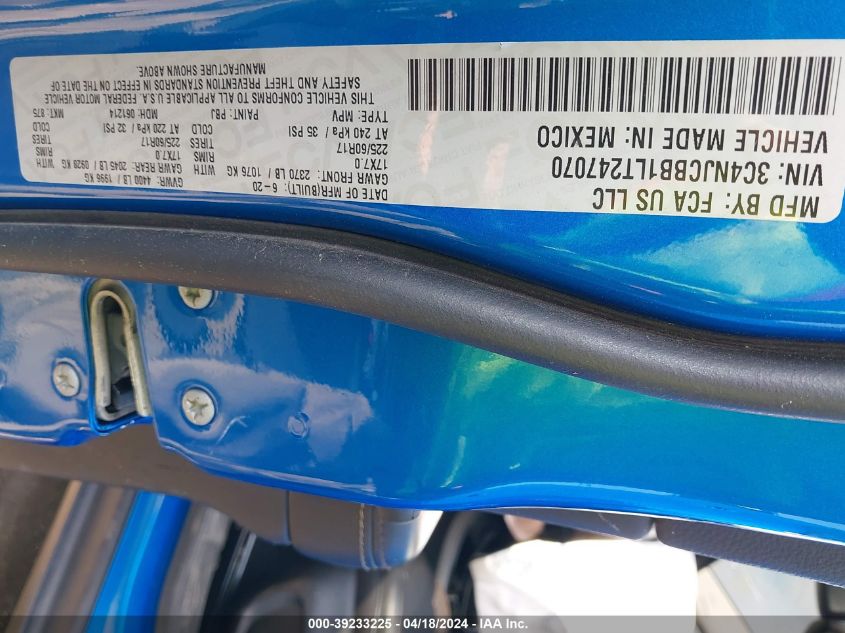 MFD BY: FCA US LLC
VIN: 3C4NJCBB1LT247070
VEHICLE MADE IN: MEXICO
DATE OF MFR(BUILT): 6-20 GVWR: 4400 LB / 1996 KG
GAWR FRONT: 2370 LB / 1076 KG GAWR REAR: 2045 LB / 0928 KG
17X7.0 RIMS 17X7.0 RIMS
225/60R17 TIRES 225/60R17 TIRES
AT 240 kPa / 35 PSI COLD AT 220 kPa / 32 PSI COLD
TYPE: MPV PAINT: PBJ MDH: 061214 MKT: 875
THIS VEHICLE CONFORMS TO ALL APPLICABLE U.S.A. FEDERAL MOTOR VEHICLE
SAFETY AND THEFT PREVENTION STANDARDS IN EFFECT ON THE DATE OF
MANUFACTURE SHOWN ABOVE.
000-39233225 - 04/18/2024 - IAA Inc.